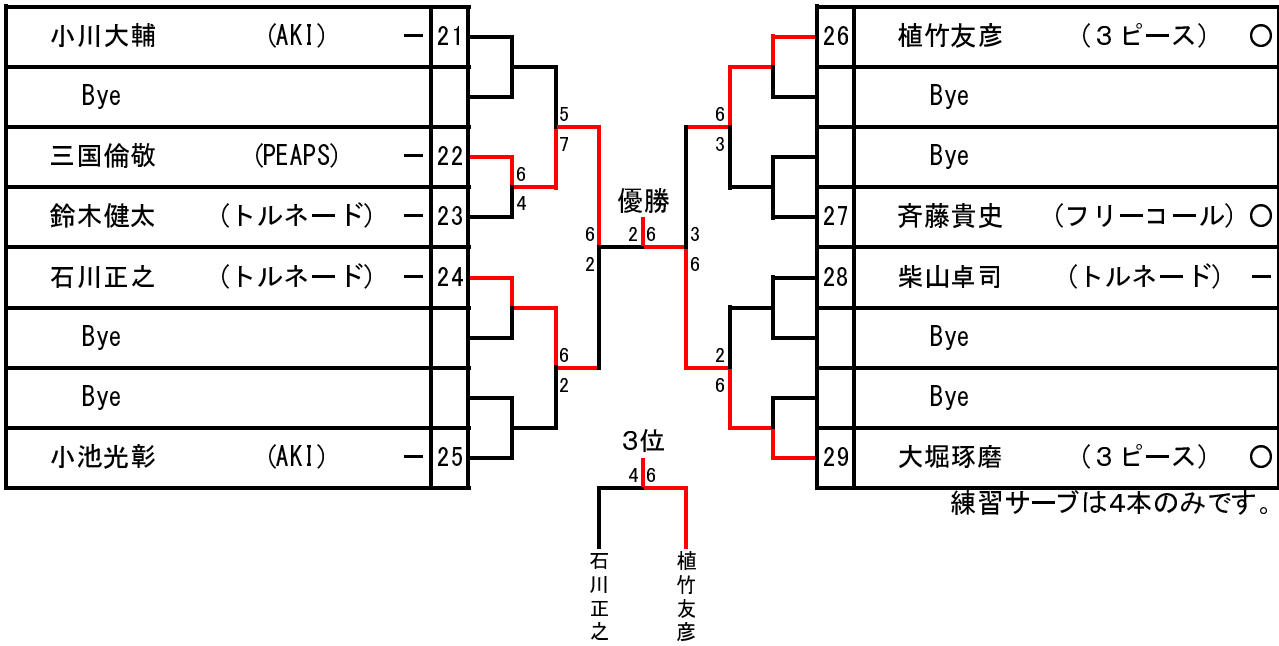 小川大輔 (AKI) － 21
Bye
5
三国倫敬 (PEAPS) － 22
7
6
鈴木健太 (トルネード) － 23
4
6
石川正之 (トルネード) － 24
2
Bye
6
Bye
2
小池光彰 (AKI) － 25
優勝
2 6
3位
4 6
石川正之
植竹友彦
26 植竹友彦 (３ピース) ○
Bye
6
Bye
3
27 斉藤貴史 (フリーコール) ○
3
28 柴山卓司 (トルネード) －
6
Bye
2
Bye
6
29 大堀琢磨 (３ピース) ○
練習サーブは4本のみです。